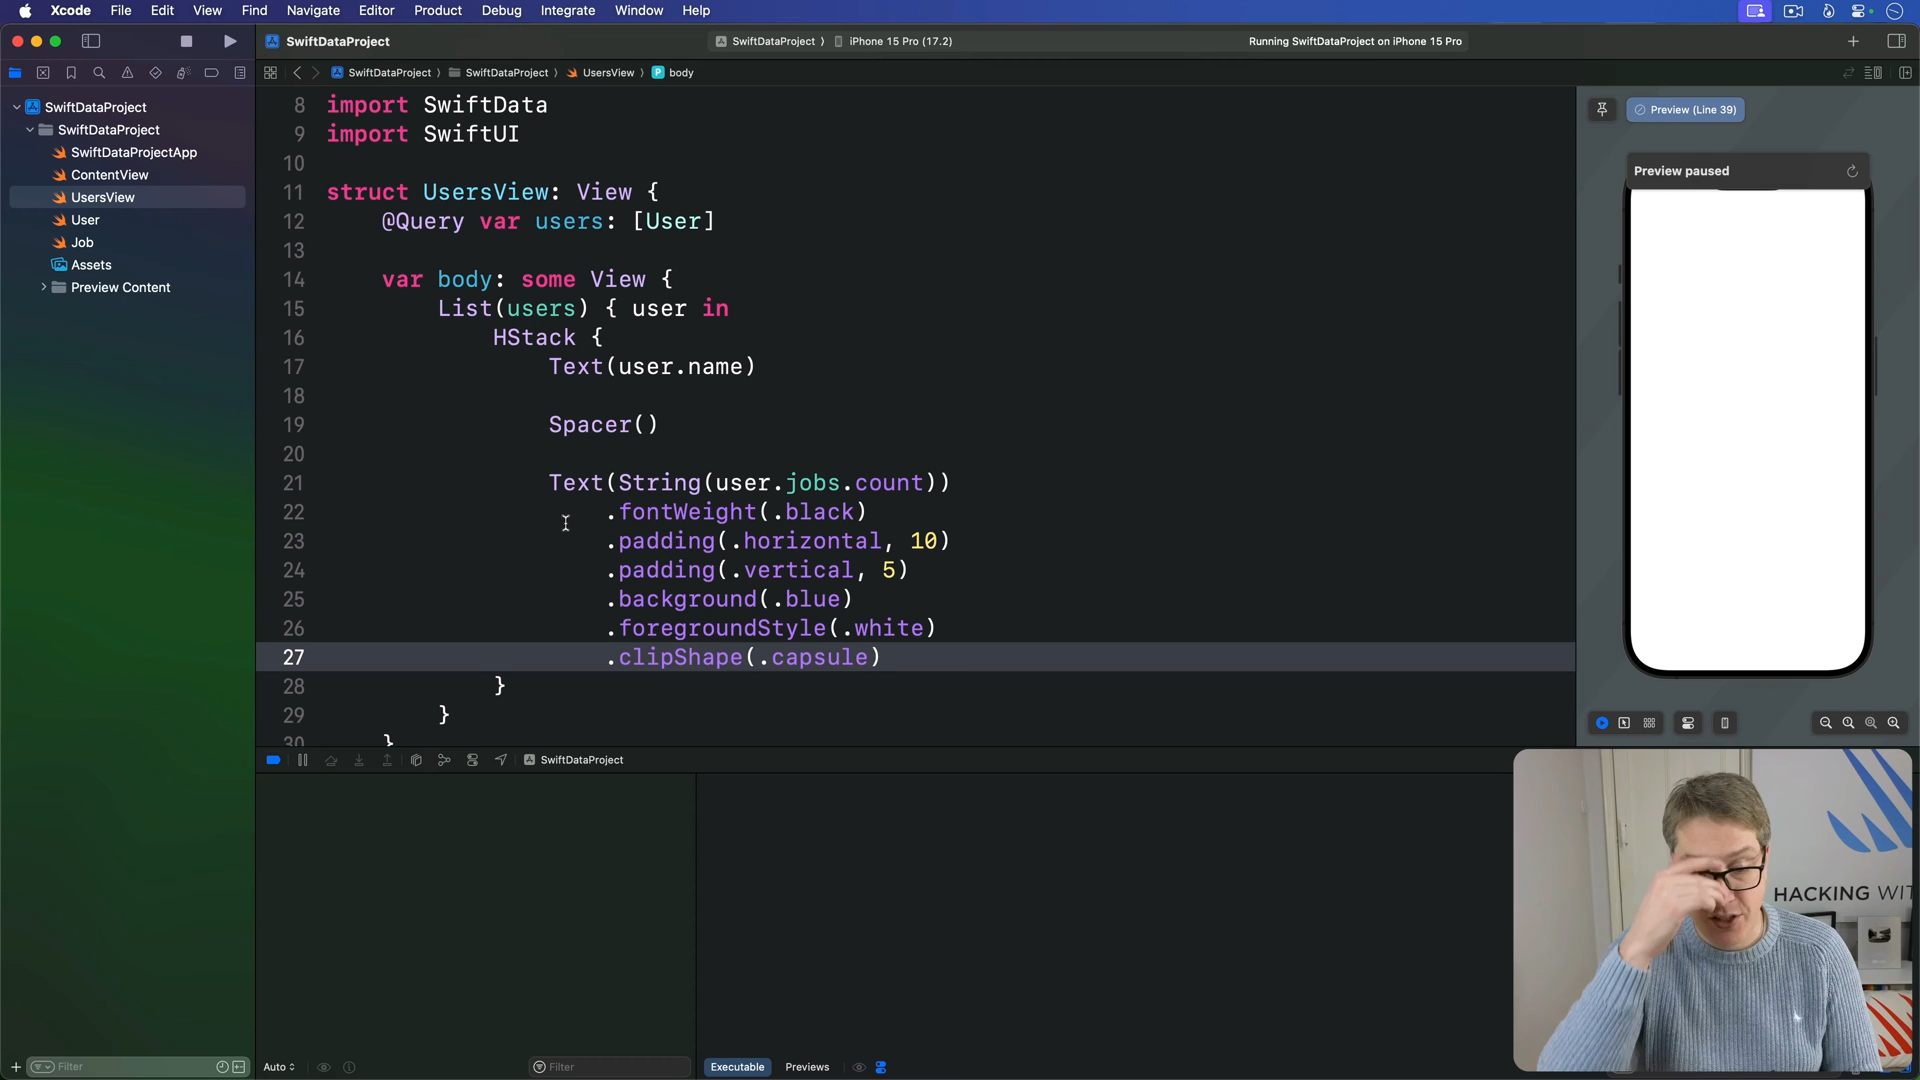 Xcode File Edit View Find Navigate Editor Product Debug Integrate Window Help
SwiftDataProject
SwiftDataProject 〉 iPhone 15 Pro (17.2)
Running SwiftDataProject on iPhone 15 Pro
SwiftDataProject 〉 SwiftDataProject 〉 UsersView 〉 P body
SwiftDataProject
SwiftDataProject
SwiftDataProjectApp
ContentView
UsersView
User
Job
Assets
Preview Content
8 import SwiftData
9 import SwiftUI
10
11 struct UsersView: View {
12 @Query var users: [User]
13
14 var body: some View {
15 List(users) { user in
16 HStack {
17 Text(user.name)
18
19 Spacer()
20
21 Text(String(user.jobs.count))
22 .fontWeight(.black)
23 .padding(.horizontal, 10)
24 .padding(.vertical, 5)
25 .background(.blue)
26 .foregroundStyle(.white)
27 .clipShape(.capsule)
28 }
29 }
30 }
Preview (Line 39)
Preview paused
SwiftDataProject
HACKING WIT
Filter
Auto
Filter
Executable Previews